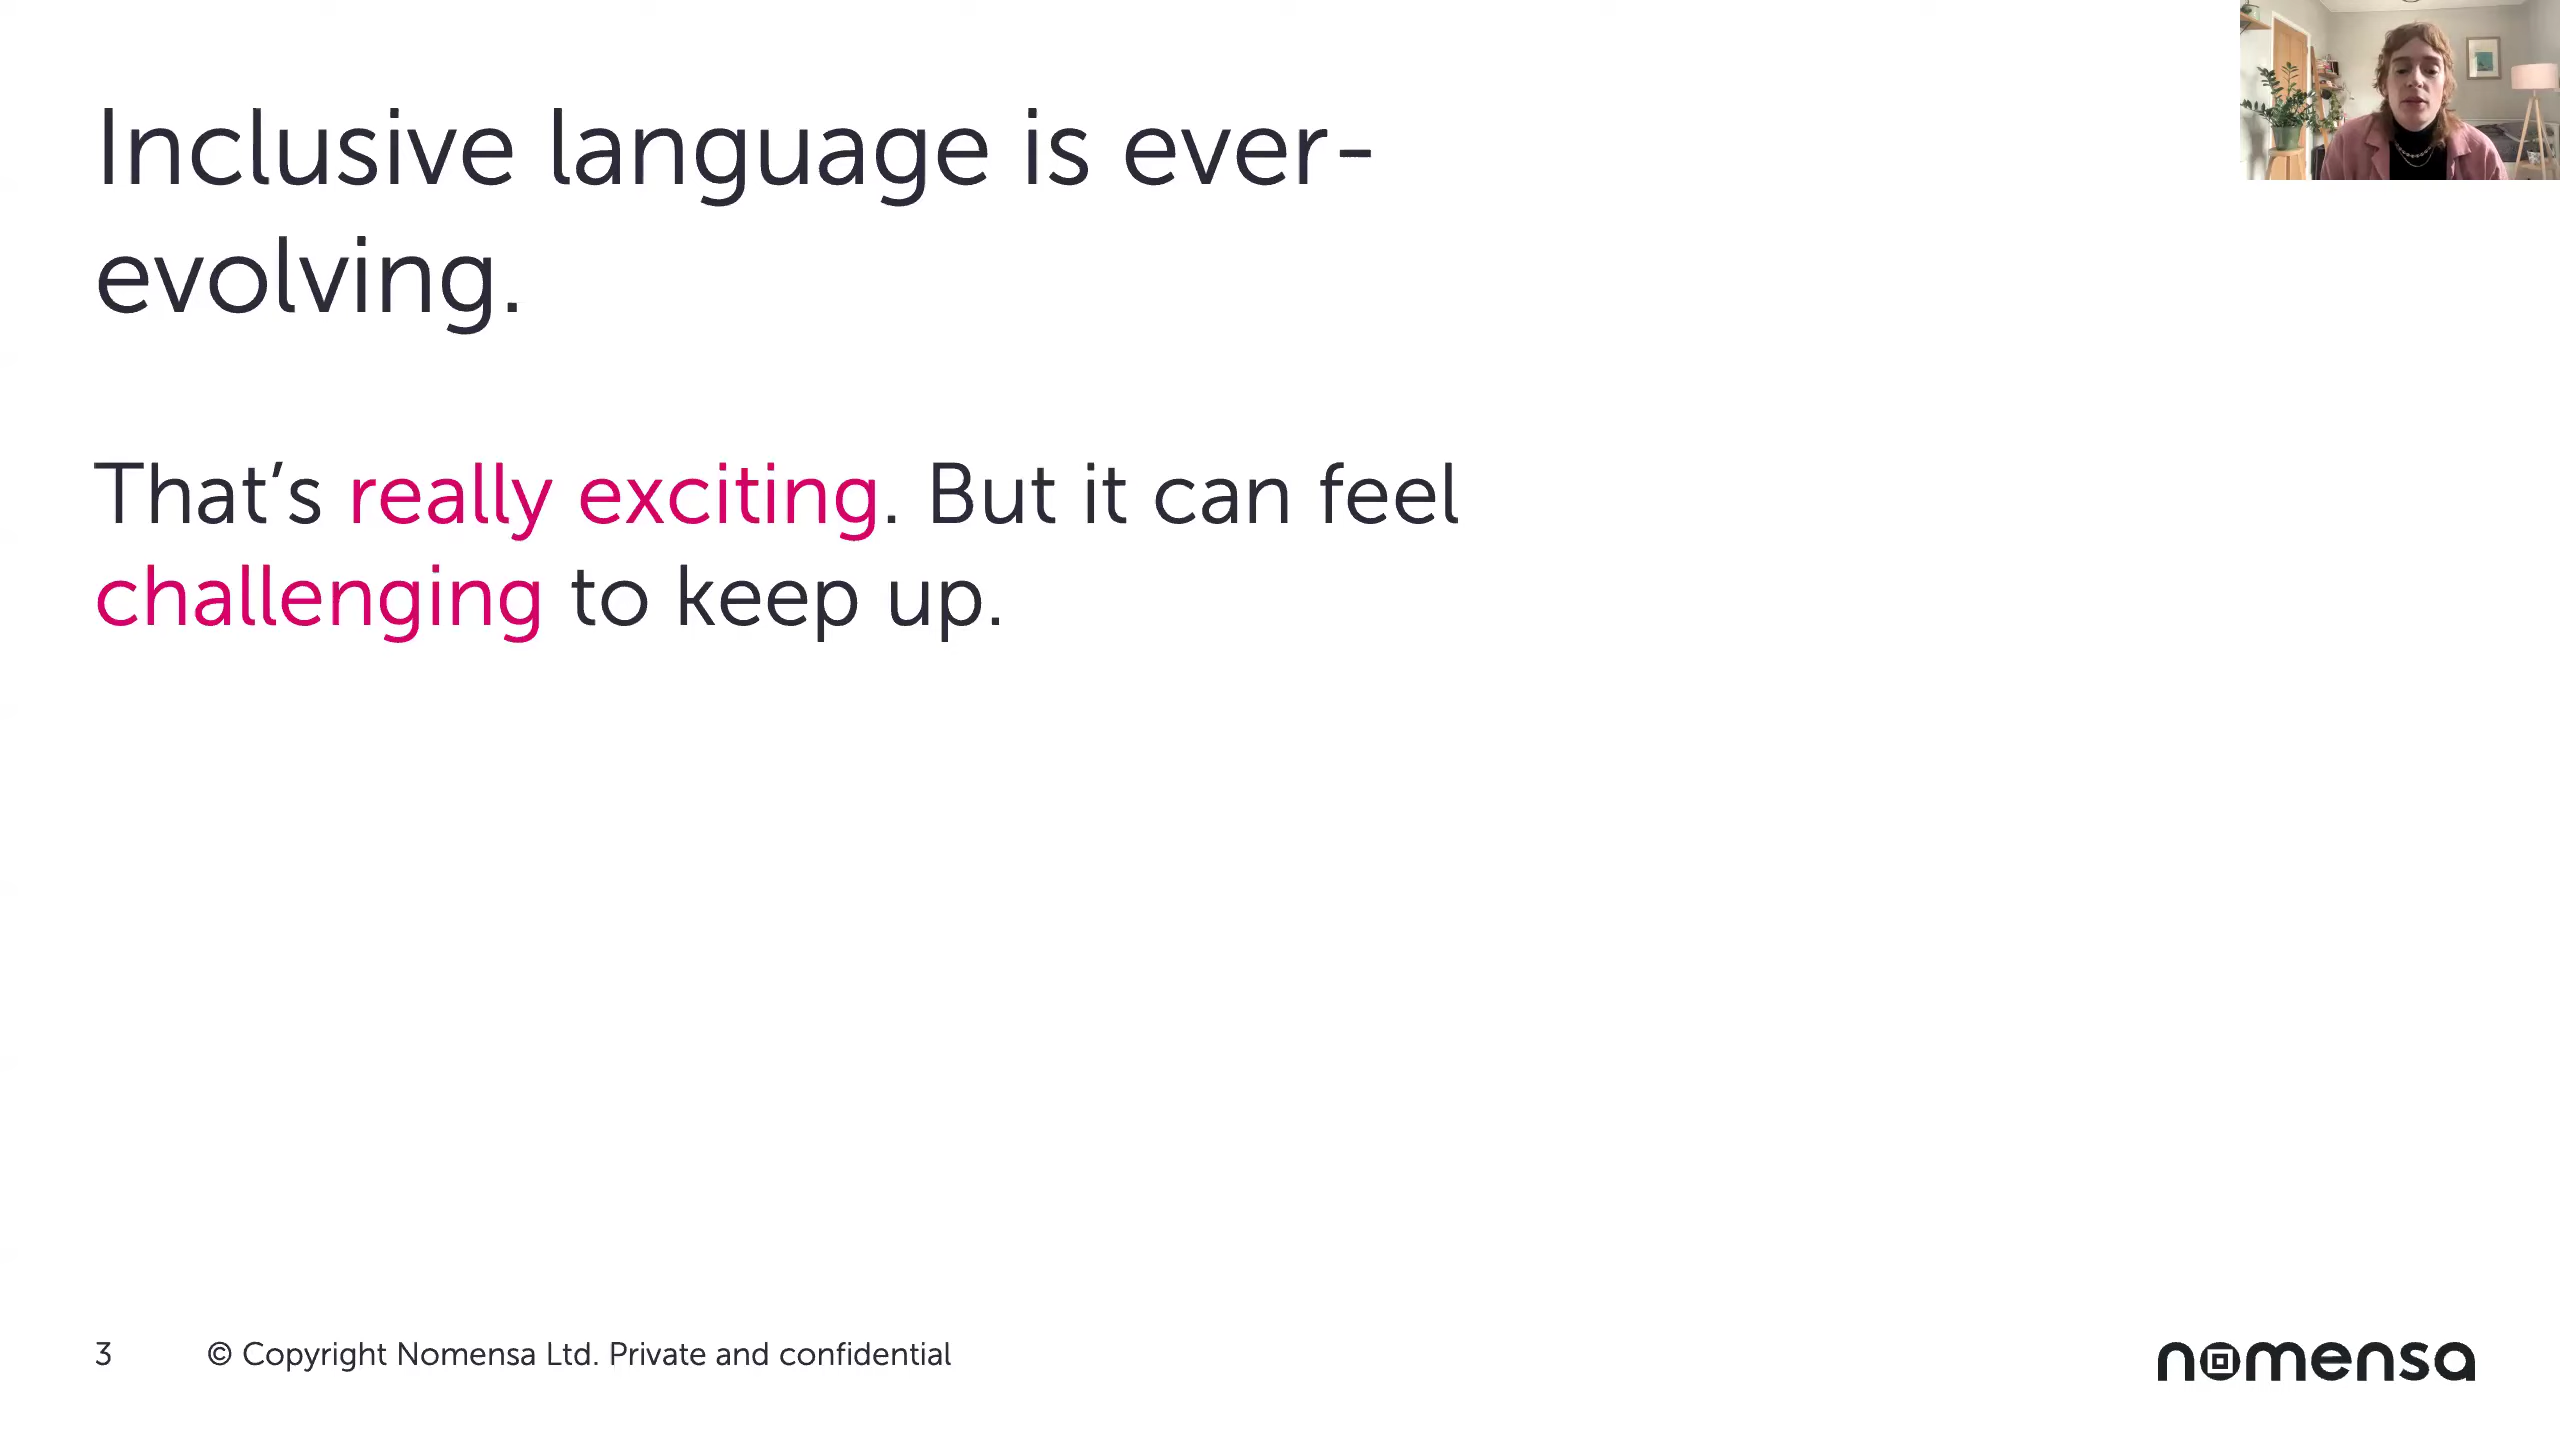 Inclusive language is ever-
evolving.
That’s really exciting. But it can feel
challenging to keep up.
3 © Copyright Nomensa Ltd. Private and confidential
nomensa